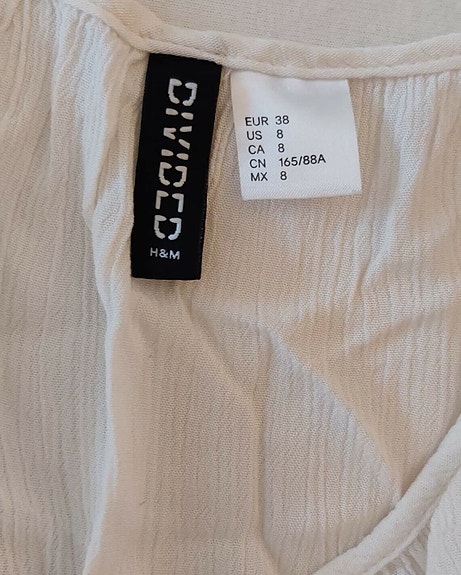 DIVIDED
H&M
EUR 38
US 8
CA 8
CN 165/88A
MX 8